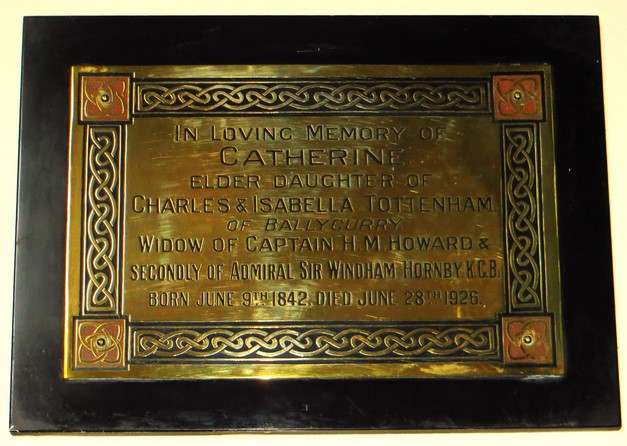 IN LOVING MEMORY OF
CATHERINE,
ELDER DAUGHTER OF
CHARLES & ISABELLA TOTTENHAM.
OF BALLYCURRY
WIDOW OF CAPTAIN H.M.HOWARD &
SECONDLY OF ADMIRAL SIR WINDHAM HORNBY.K.C.B.
BORN JUNE 9TH 1842. DIED JUNE 28TH 1926.